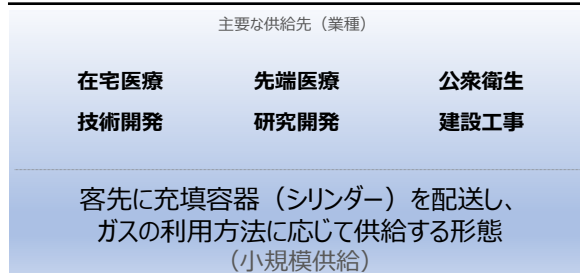 主要な供給先（業種）
在宅医療 先端医療 公衆衛生
技術開発 研究開発 建設工事
客先に充填容器（シリンダー）を配送し、
ガスの利用方法に応じて供給する形態
（小規模供給）